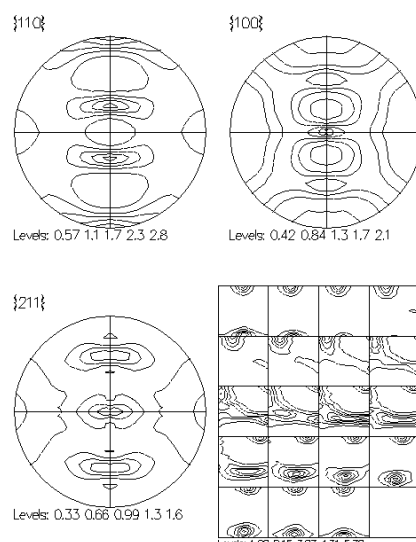 {110}
{100}
Levels: 0.57 1.1 1.7 2.3 2.8
Levels: 0.42 0.84 1.3 1.7 2.1
{211}
Levels: 0.33 0.66 0.99 1.3 1.6